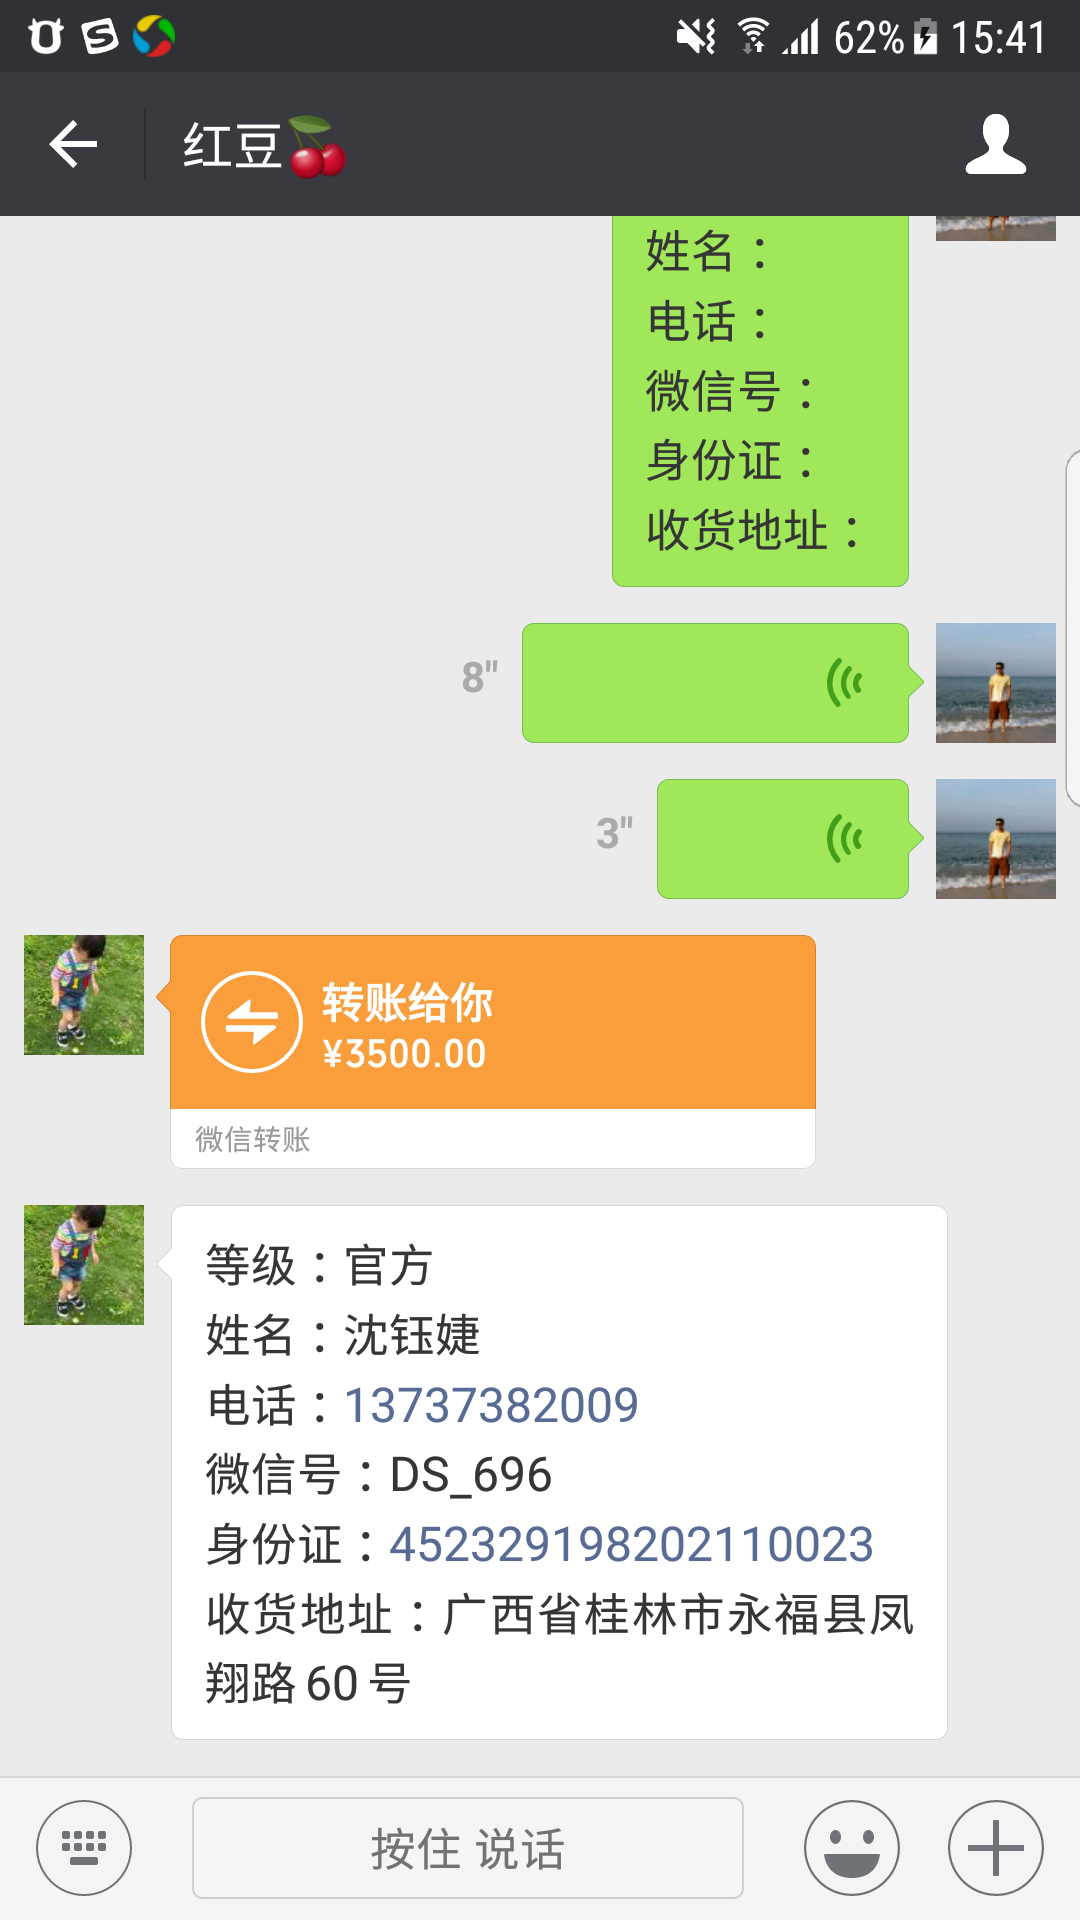 62% 15:41
红豆
姓名：
电话：
微信号：
身份证：
收货地址：
8"
3"
转账给你
¥3500.00
微信转账
等级：官方
姓名：沈钰婕
电话：13737382009
微信号：DS_696
身份证：452329198202110023
收货地址：广西省桂林市永福县凤
翔路60号
按住 说话